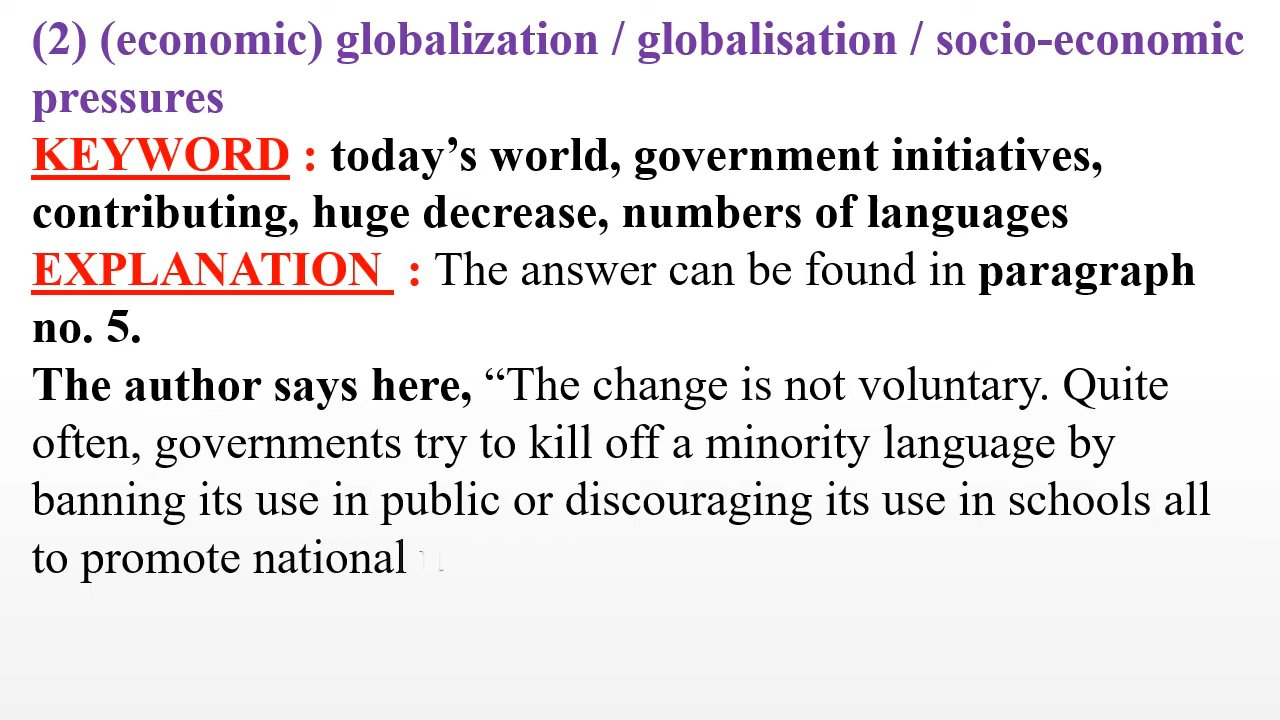 (2) (economic) globalization / globalisation / socio-economic
pressures
KEYWORD : today’s world, government initiatives,
contributing, huge decrease, numbers of languages
EXPLANATION : The answer can be found in paragraph
no. 5.
The author says here, “The change is not voluntary. Quite
often, governments try to kill off a minority language by
banning its use in public or discouraging its use in schools all
to promote national